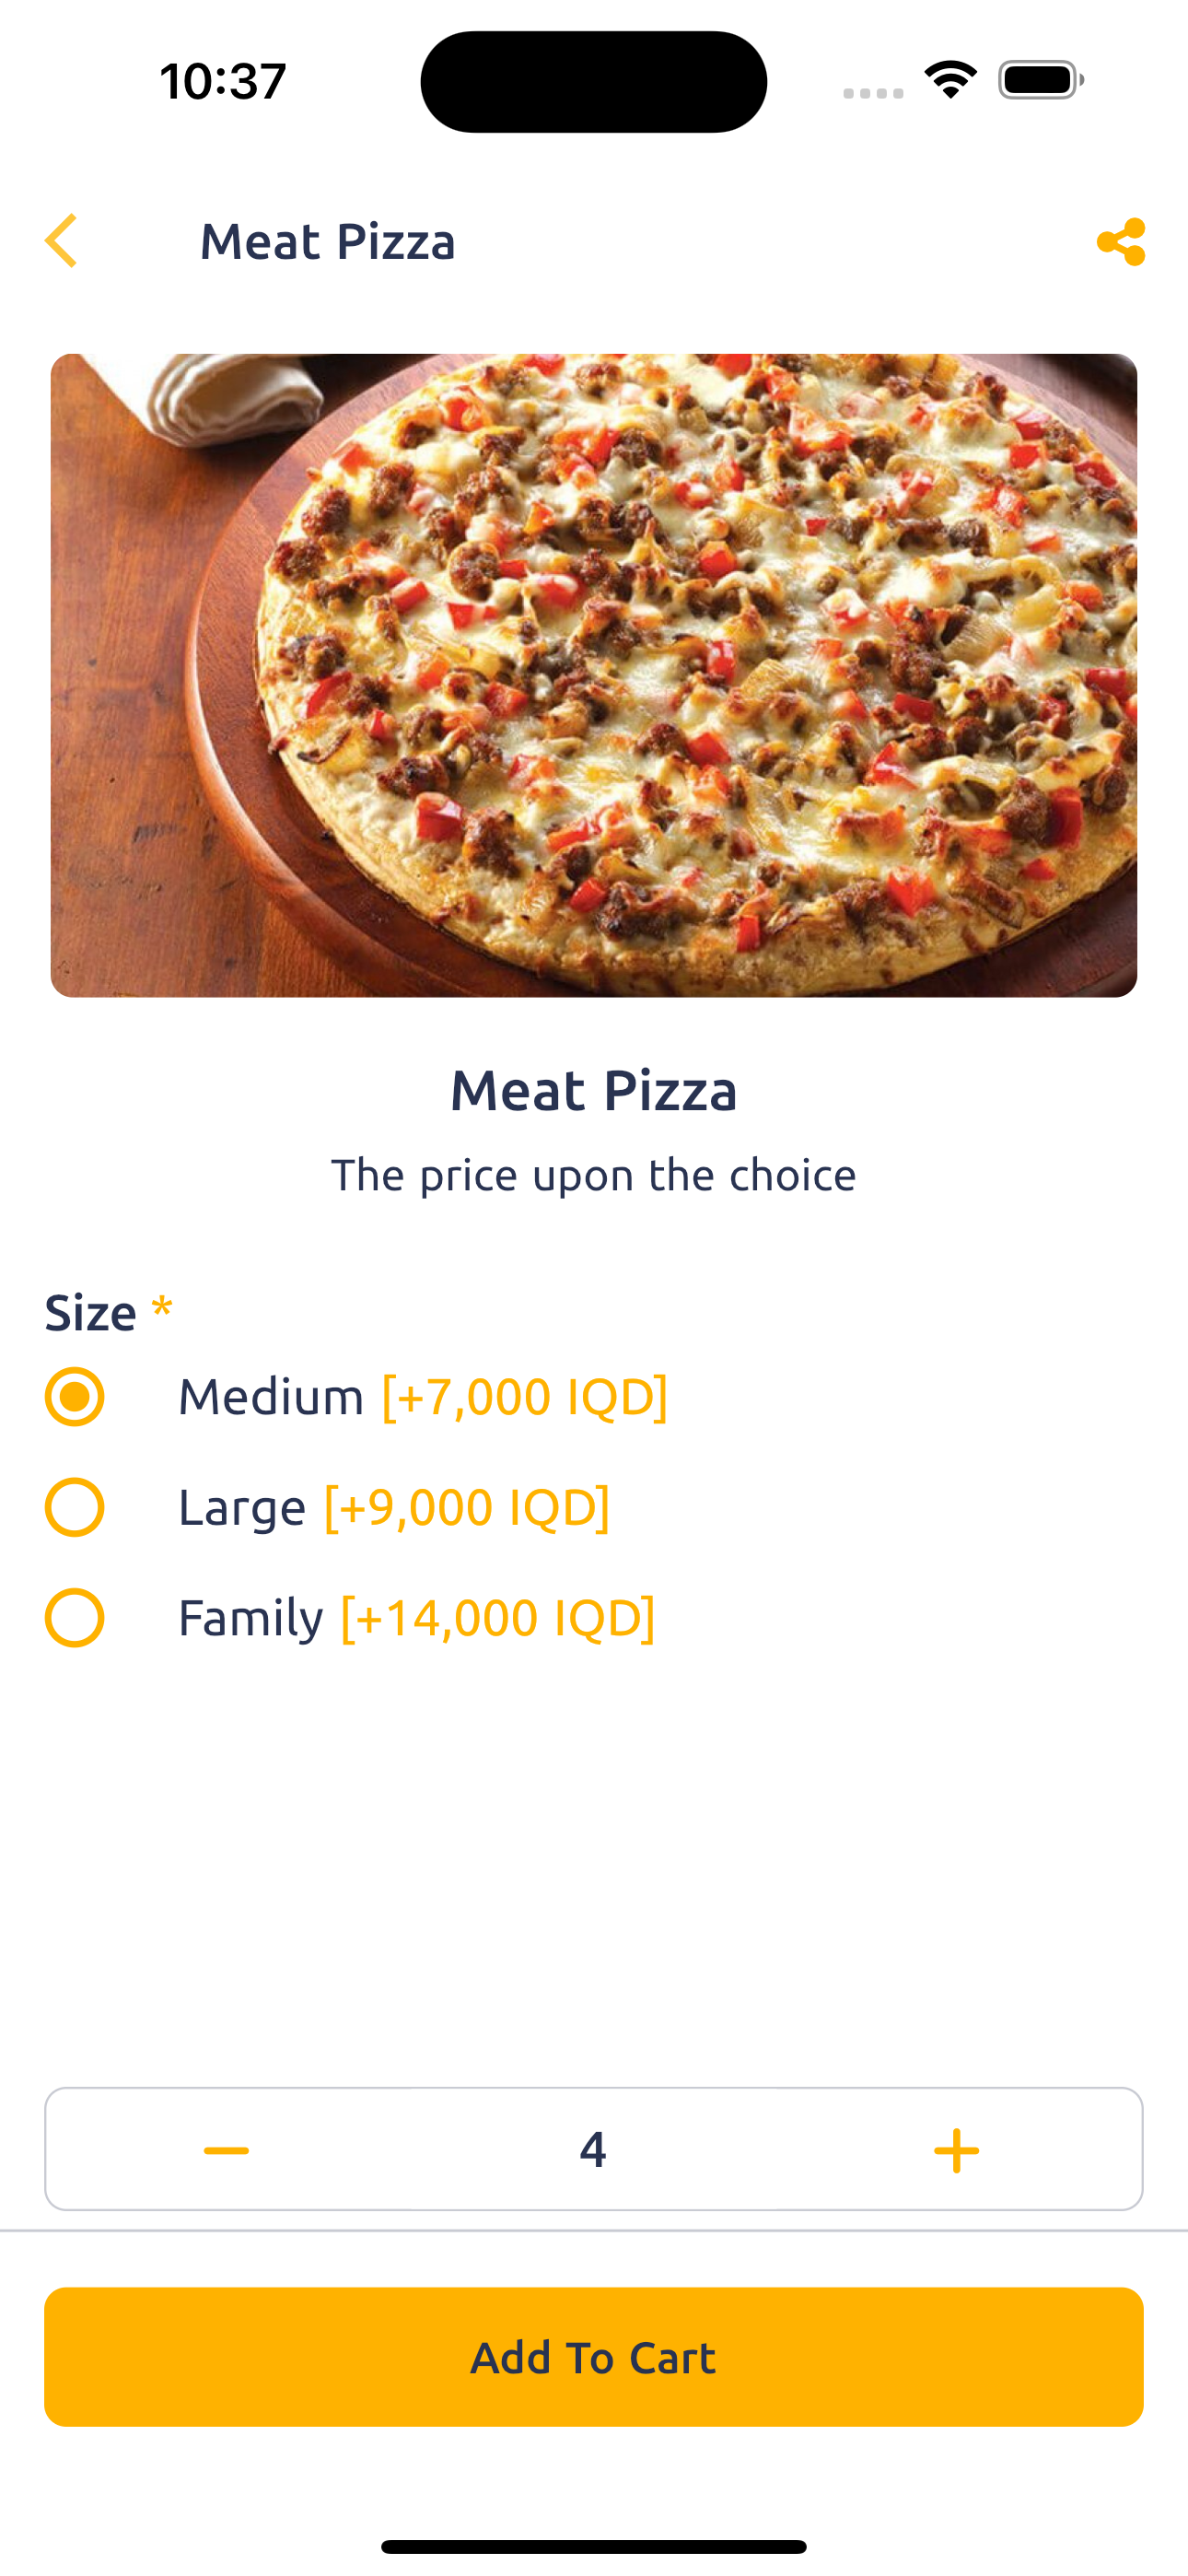 10:37
Meat Pizza
Meat Pizza
The price upon the choice
Size *
Medium [+7,000 IQD]
Large [+9,000 IQD]
Family [+14,000 IQD]
4
Add To Cart